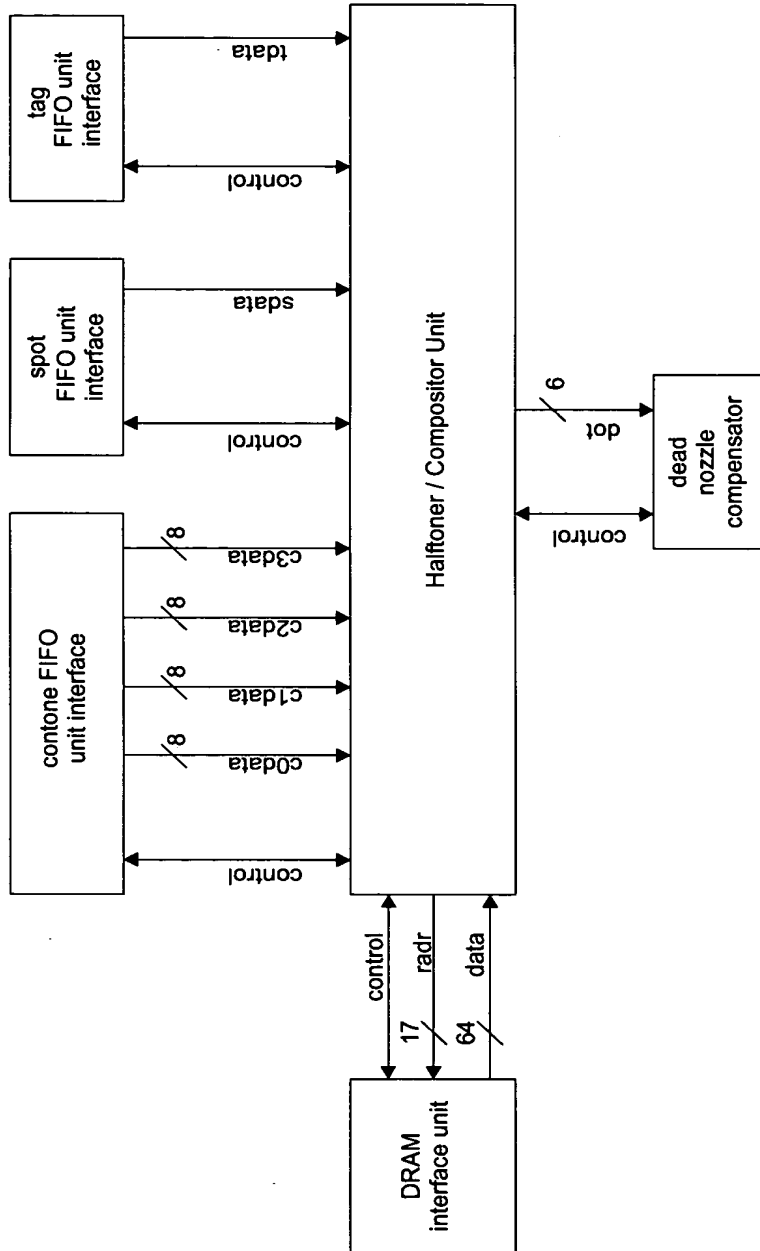 contone FIFO
unit interface
spot
FIFO unit
interface
tag
FIFO unit
interface
control
8
c0data
8
c1data
8
c2data
8
c3data
control
sdata
control
tdata
DRAM
interface unit
control
17
radr
64
data
Halftoner / Compositor Unit
control
6
dot
dead
nozzle
compensator